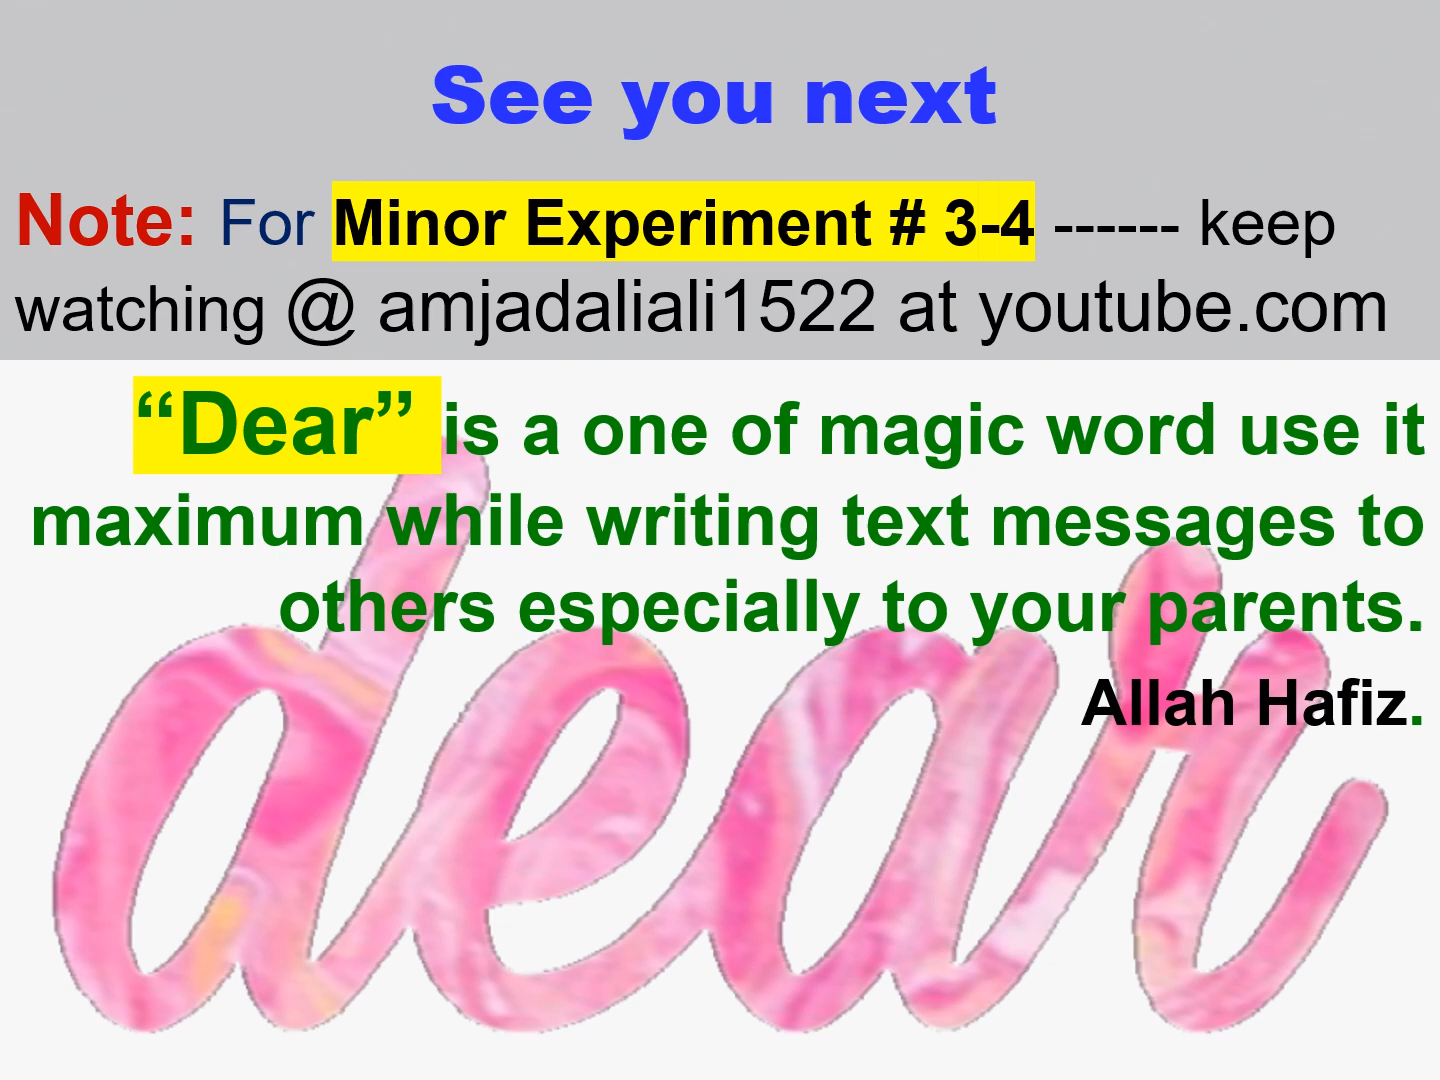 See you next
Note: For Minor Experiment # 3-4 ------ keep
watching @ amjadaliali1522 at youtube.com
“Dear” is a one of magic word use it
maximum while writing text messages to
others especially to your parents.
Allah Hafiz.
dear